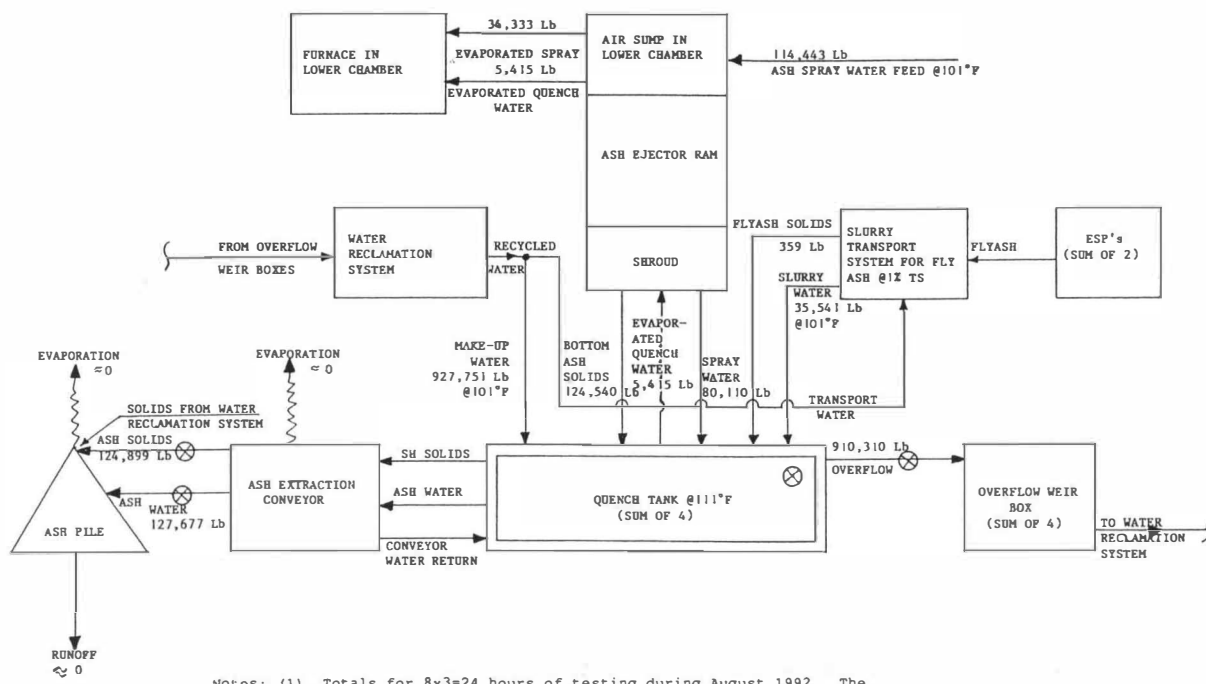 34,333 Lb
EVAPORATED SPRAY
5,415 Lb
EVAPORATED QUENCH
WATER
FURNACE IN
LOWER CHAMBER
AIR SUMP IN
LOWER CHAMBER
114,443 Lb
ASH SPRAY WATER FEED @101°F
ASH EJECTOR RAM
SHROUD
FROM OVERFLOW
WEIR BOXES
WATER
RECLAMATION
SYSTEM
RECYCLED
WATER
FLYASH SOLIDS
359 Lb
SLURRY
WATER
35,541 Lb
@101°F
SLURRY
TRANSPORT
SYSTEM FOR FLY
ASH @1% TS
FLYASH
ESP's
(SUM OF 2)
EVAPORATION
≈0
EVAPORATION
≈0
MAKE-UP
WATER
927,751 Lb
@101°F
BOTTOM
ASH
SOLIDS
124,540 Lb
EVAPOR-
ATED
QUENCH
WATER
5,415 Lb
SPRAY
WATER
80,110 Lb
TRANSPORT
WATER
SOLIDS FROM WATER
RECLAMATION SYSTEM
ASH SOLIDS
124,899 Lb
ASH
WATER
127,677 Lb
ASH PILE
ASH EXTRACTION
CONVEYOR
SH SOLIDS
ASH WATER
CONVEYOR
WATER RETURN
QUENCH TANK @111°F
(SUM OF 4)
910,310 Lb
OVERFLOW
OVERFLOW WEIR
BOX
(SUM OF 4)
TO WATER
RECLAMATION
SYSTEM
RUNOFF
≈ 0
Notes: (1) Totals for 8x3=24 hours of testing during August 1992. The